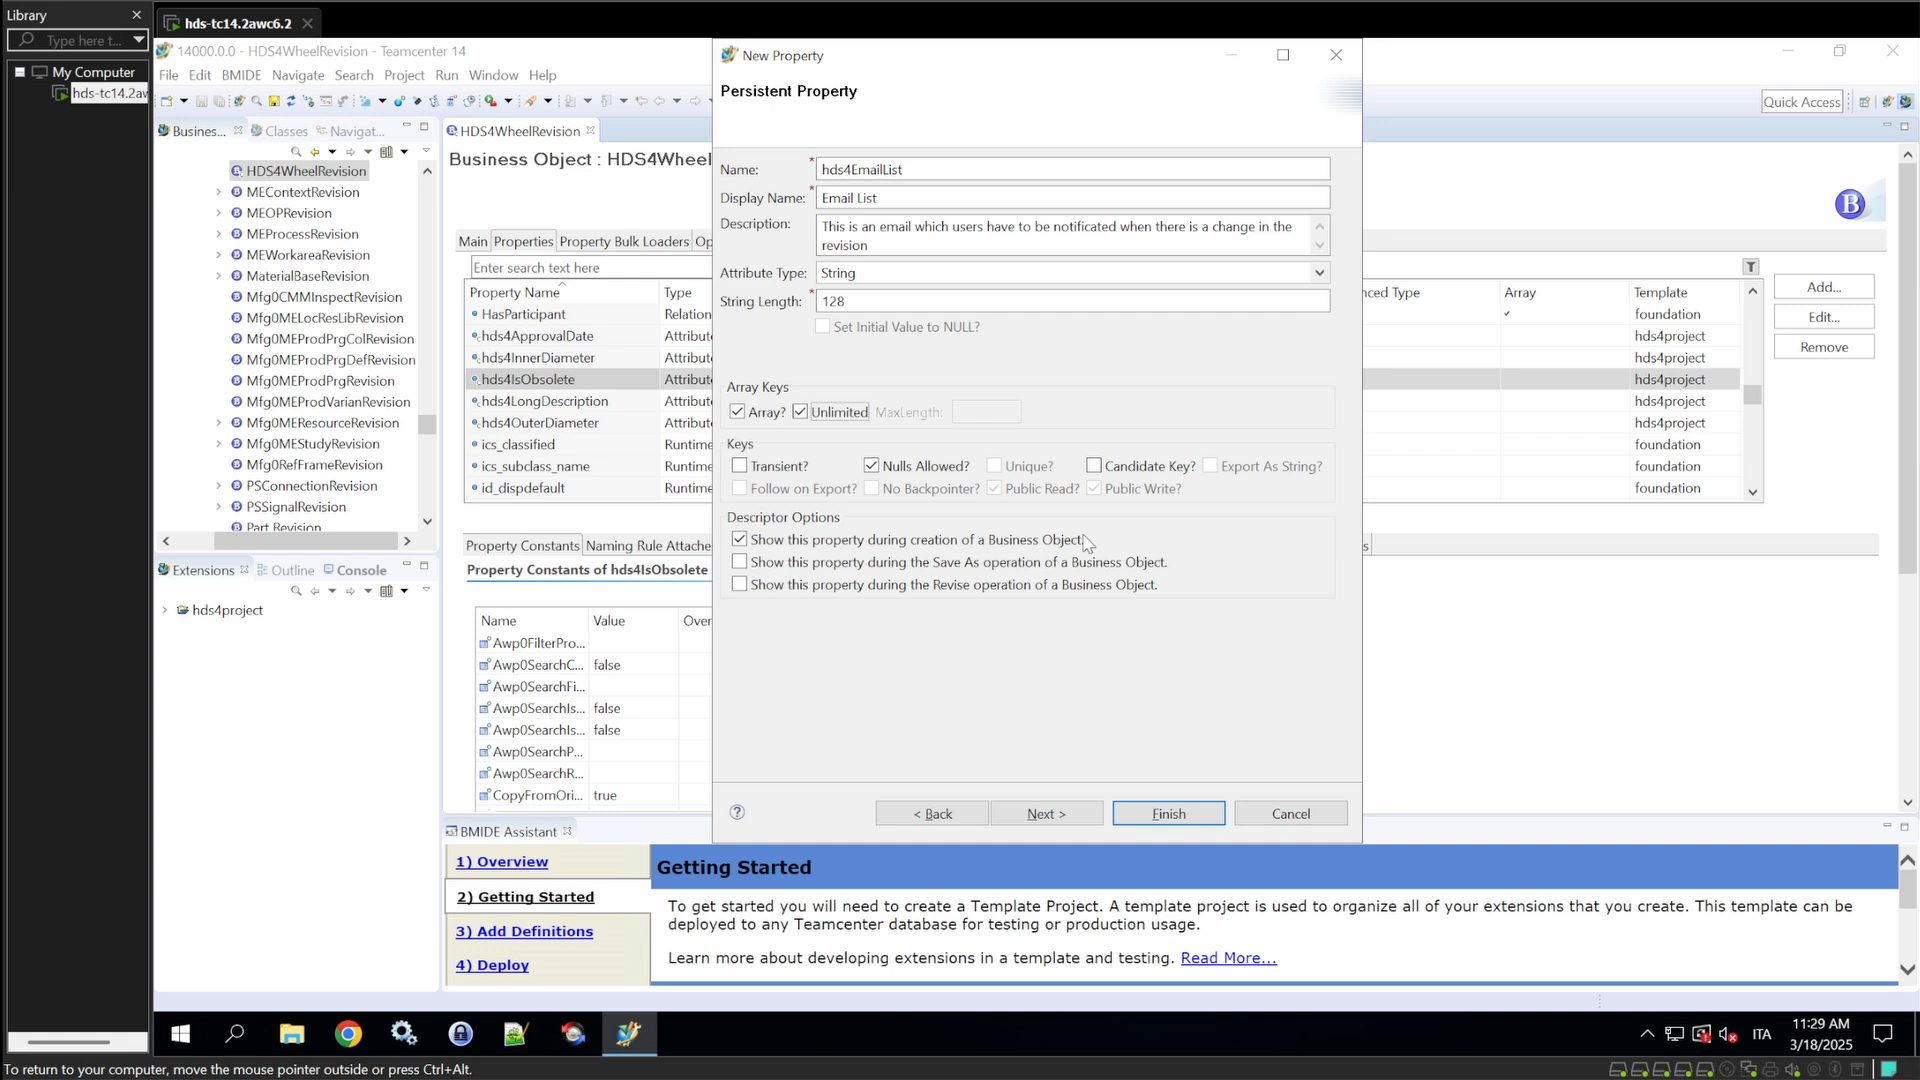 Library
hds-tc14.2awc6.2
Type here t...
My Computer
hds-tc14.2aw
14000.0.0 - HDS4WheelRevision - Teamcenter 14
File Edit BMIDE Navigate Search Project Run Window Help
Quick Access
Busines... Classes Navigat...
HDS4WheelRevision
MEContextRevision
MEOPRevision
MEProcessRevision
MEWorkareaRevision
MaterialBaseRevision
Mfg0CMMInspectRevision
Mfg0MELocResLibRevision
Mfg0MEProdPrgColRevision
Mfg0MEProdPrgDefRevision
Mfg0MEProdPrgRevision
Mfg0MEProdVarianRevision
Mfg0MEResourceRevision
Mfg0MEStudyRevision
Mfg0RefFrameRevision
PSConnectionRevision
PSSignalRevision
Part Revision
Extensions Outline Console
hds4project
HDS4WheelRevision
Business Object : HDS4Wheel
Main Properties Property Bulk Loaders Op
Enter search text here
Property Name Type
HasParticipant Relation
hds4ApprovalDate Attribut
hds4InnerDiameter Attribut
hds4IsObsolete Attribut
hds4LongDescription Attribut
hds4OuterDiameter Attribut
ics_classified Runtime
ics_subclass_name Runtime
id_dispdefault Runtime
Property Constants Naming Rule Attache
Property Constants of hds4IsObsolete
Name Value Over
Awp0FilterPro...
Awp0SearchC... false
Awp0SearchFi...
Awp0SearchIs... false
Awp0SearchIs... false
Awp0SearchP...
Awp0SearchR...
CopyFromOri... true
New Property
Persistent Property
Name: * hds4EmailList
Display Name: * Email List
Description: This is an email which users have to be notificated when there is a change in the
revision
Attribute Type: String
String Length: * 128
Set Initial Value to NULL?
Array Keys
Array? Unlimited MaxLength:
Keys
Transient? Nulls Allowed? Unique? Candidate Key? Export As String?
Follow on Export? No Backpointer? Public Read? Public Write?
Descriptor Options
Show this property during creation of a Business Object.
Show this property during the Save As operation of a Business Object.
Show this property during the Revise operation of a Business Object.
< Back Next > Finish Cancel
B
nced Type Array Template
foundation
hds4project
hds4project
hds4project
hds4project
hds4project
foundation
foundation
foundation
Add...
Edit...
Remove
s
BMIDE Assistant
1) Overview
2) Getting Started
3) Add Definitions
4) Deploy
Getting Started
To get started you will need to create a Template Project. A template project is used to organize all of your extensions that you create. This template can be
deployed to any Teamcenter database for testing or production usage.
Learn more about developing extensions in a template and testing. Read More...
ITA
11:29 AM
3/18/2025
To return to your computer, move the mouse pointer outside or press Ctrl+Alt.